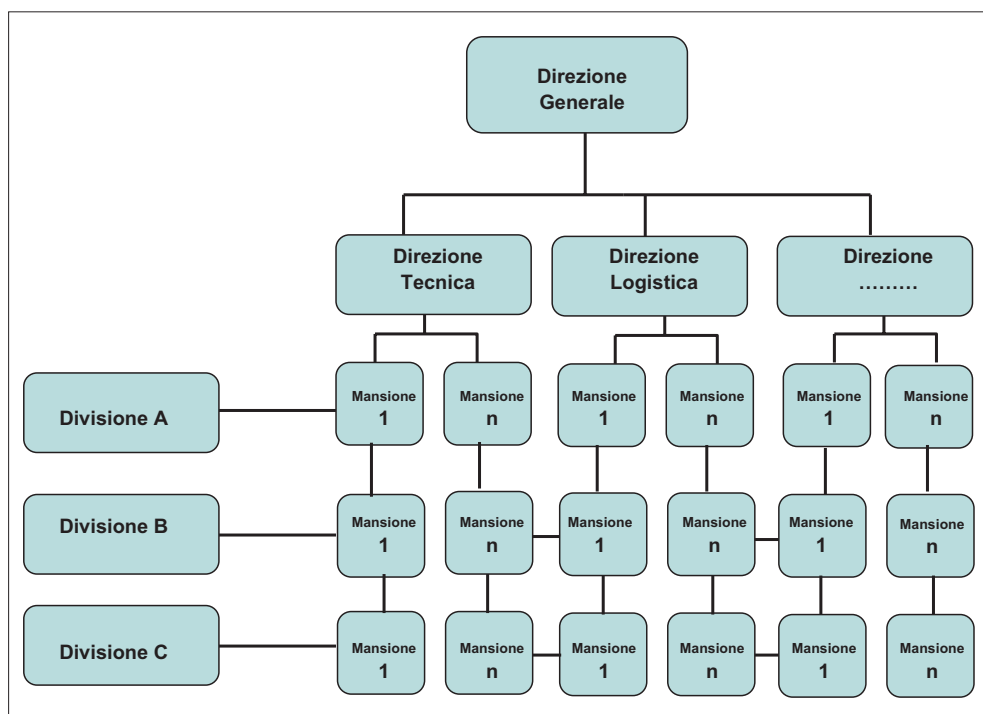 Direzione
Generale
Direzione
Tecnica
Direzione
Logistica
Direzione
………
Divisione A
Mansione
1
Mansione
n
Mansione
1
Mansione
n
Mansione
1
Mansione
n
Divisione B
Mansione
1
Mansione
n
Mansione
1
Mansione
n
Mansione
1
Mansione
n
Divisione C
Mansione
1
Mansione
n
Mansione
1
Mansione
n
Mansione
1
Mansione
n